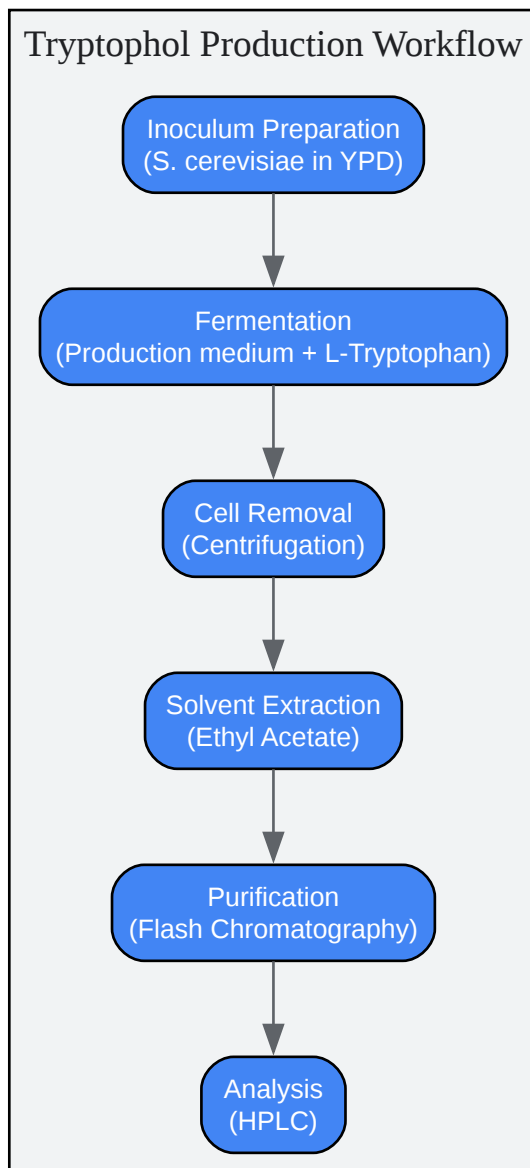 Tryptophol Production Workflow
Inoculum Preparation
(S. cerevisiae in YPD)
Fermentation
(Production medium + L-Tryptophan)
Cell Removal
(Centrifugation)
Solvent Extraction
(Ethyl Acetate)
Purification
(Flash Chromatography)
Analysis
(HPLC)